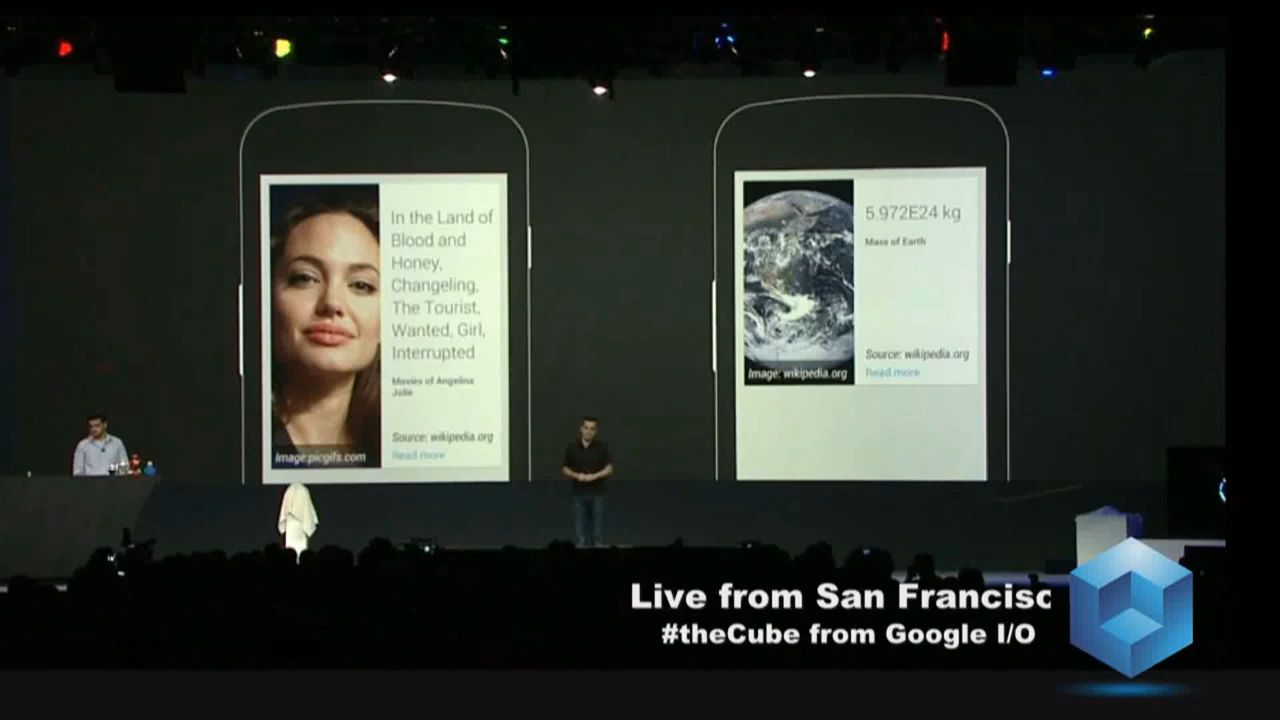 In the Land of
Blood and
Honey,
Changeling,
The Tourist,
Wanted, Girl,
Interrupted
Movies of Angelina
Jolie
Source: wikipedia.org
Read more
Image:picgifs.com
5.972E24 kg
Mass of Earth
Source: wikipedia.org
Read more
Image: wikipedia.org
Live from San Francisc
#theCube from Google I/O